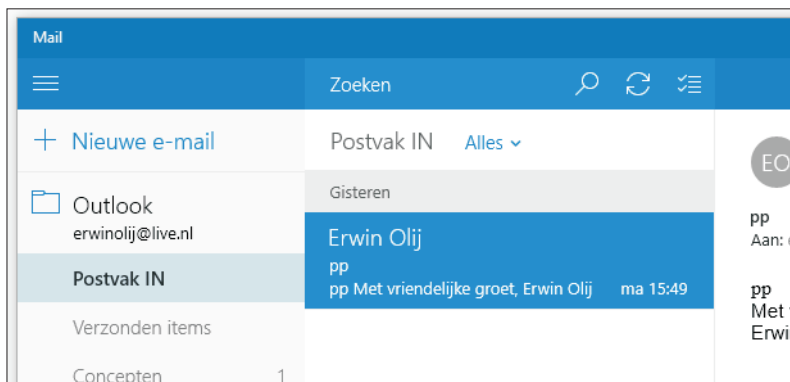 Mail
Zoeken
Nieuwe e-mail
Outlook
erwinolij@live.nl
Postvak IN
Verzonden items
Concepten 1
Postvak IN Alles
Gisteren
Erwin Olij
pp
pp Met vriendelijke groet, Erwin Olij ma 15:49
EO
pp
Aan:
pp
Met